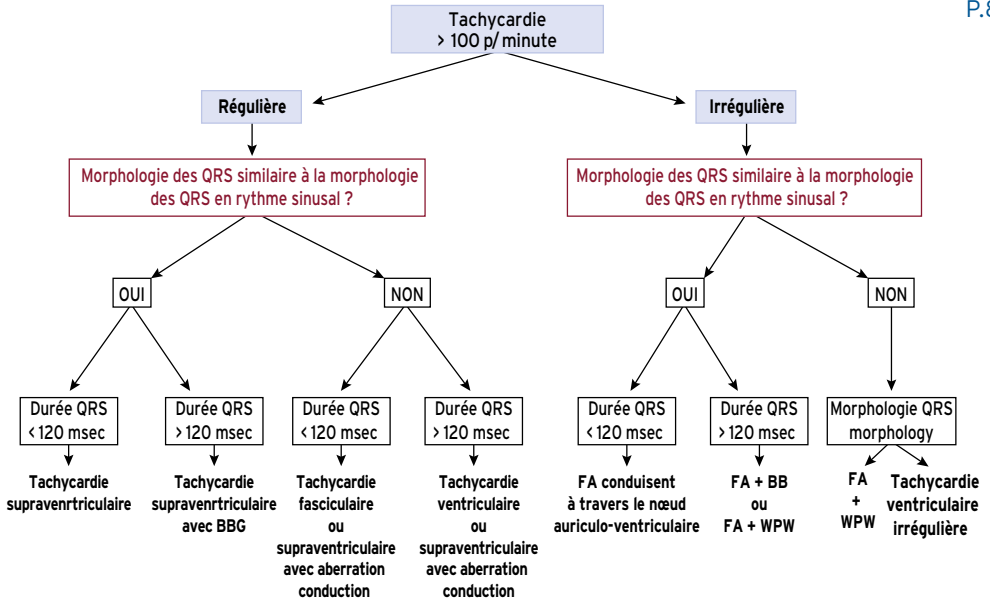 P.8
Tachycardie
> 100 p/ minute
Régulière
Irrégulière
Morphologie des QRS similaire à la morphologie
des QRS en rythme sinusal ?
Morphologie des QRS similaire à la morphologie
des QRS en rythme sinusal ?
OUI
NON
OUI
NON
Durée QRS
< 120 msec
Durée QRS
> 120 msec
Durée QRS
< 120 msec
Durée QRS
> 120 msec
Durée QRS
< 120 msec
Durée QRS
> 120 msec
Morphologie QRS
morphology
Tachycardie
supravenrtriculaire
Tachycardie
supravenrtriculaire
avec BBG
Tachycardie
fasciculaire
ou
supraventriculaire
avec aberration
conduction
Tachycardie
ventriculaire
ou
supraventriculaire
avec aberration
conduction
FA conduisent
à travers le nœud
auriculo-ventriculaire
FA + BB
ou
FA + WPW
FA
+
WPW
Tachycardie
ventriculaire
irrégulière